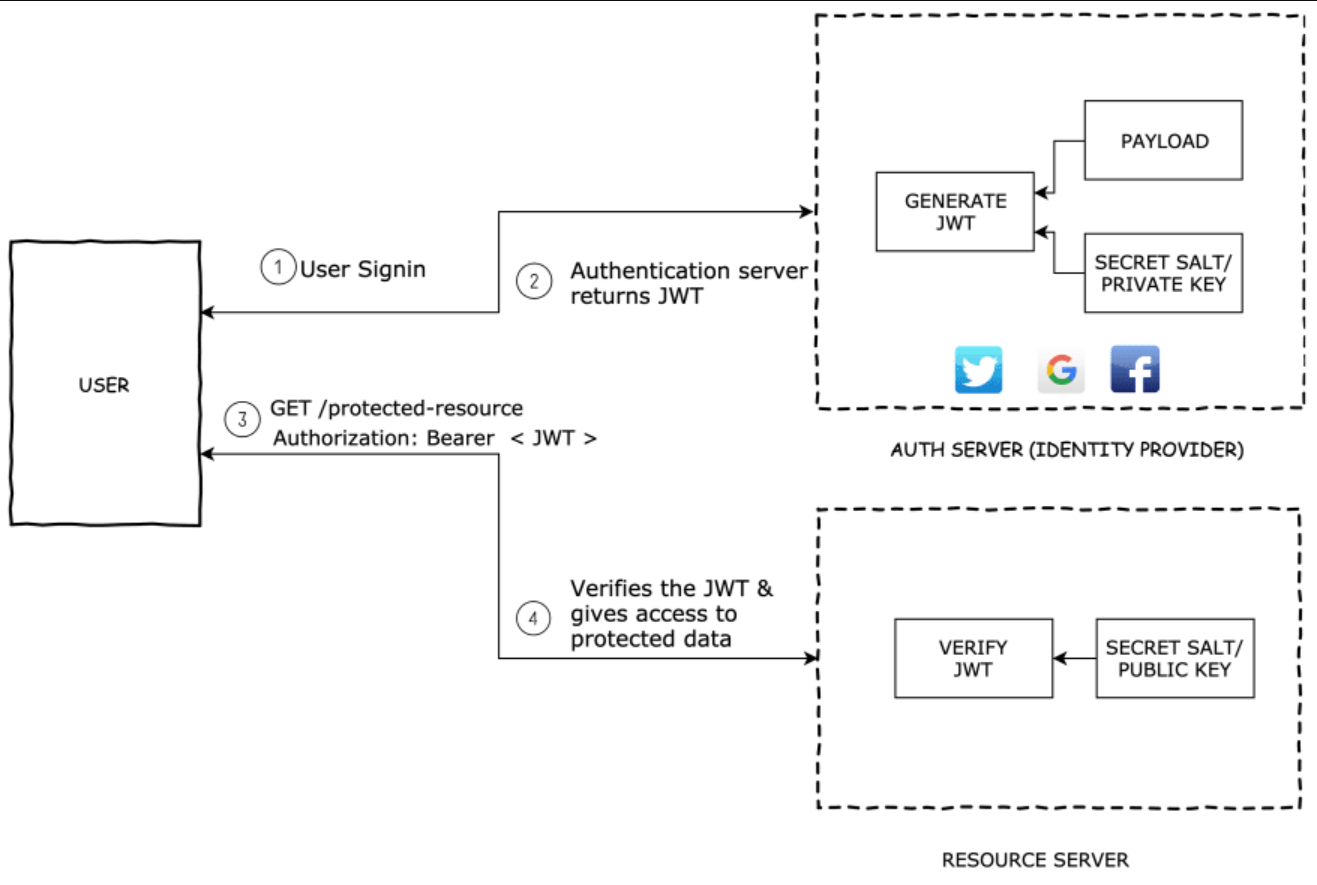 PAYLOAD
GENERATE
JWT
SECRET SALT/
PRIVATE KEY
1 User Signin
2 Authentication server
returns JWT
USER
3 GET /protected-resource
Authorization: Bearer < JWT >
AUTH SERVER (IDENTITY PROVIDER)
4 Verifies the JWT &
gives access to
protected data
VERIFY
JWT
SECRET SALT/
PUBLIC KEY
RESOURCE SERVER